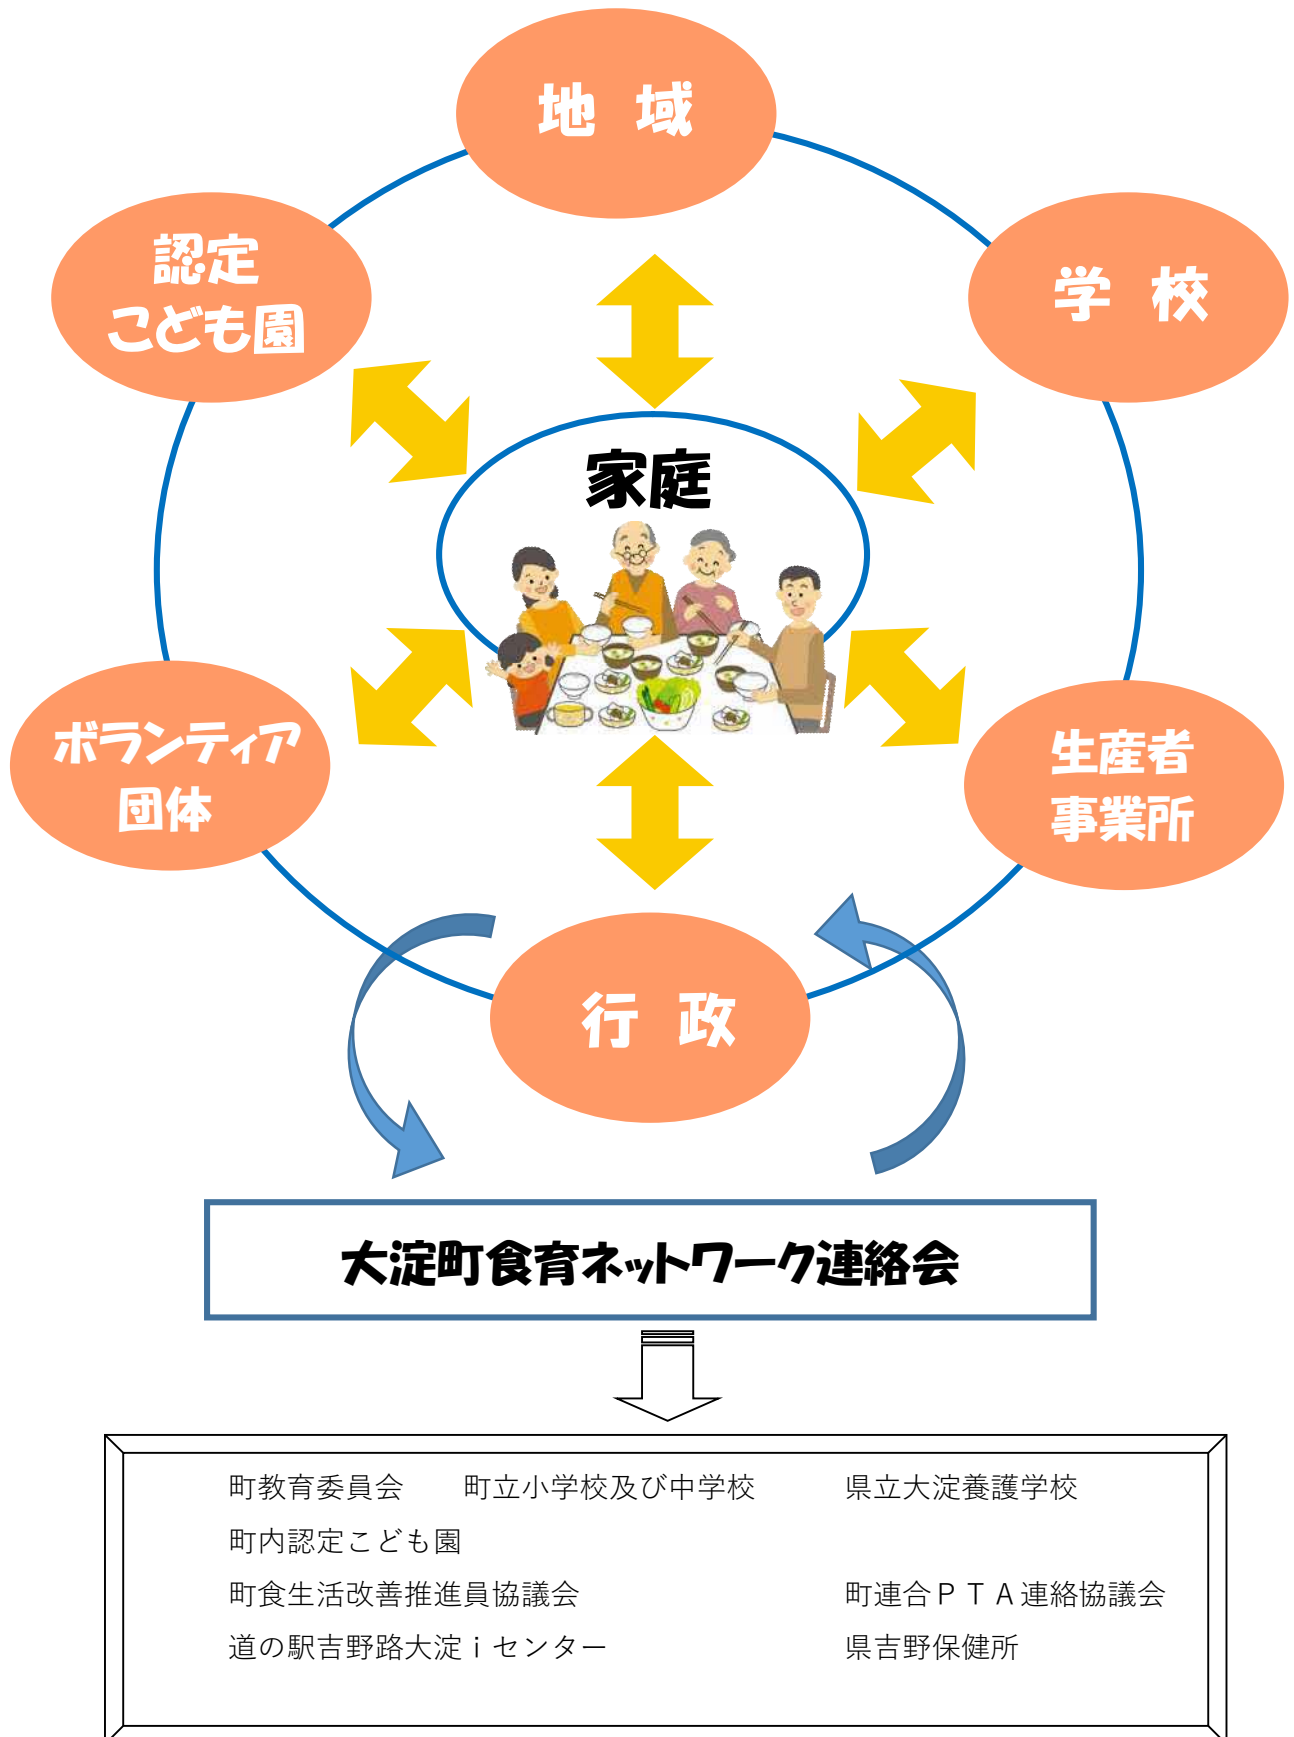 地 域
認定
こども園
学 校
家庭
ボランティア
団体
生産者
事業所
行 政
大淀町食育ネットワーク連絡会
町教育委員会 町立小学校及び中学校 県立大淀養護学校
町内認定こども園
町食生活改善推進員協議会 町連合ＰＴＡ連絡協議会
道の駅吉野路大淀ｉセンター 県吉野保健所